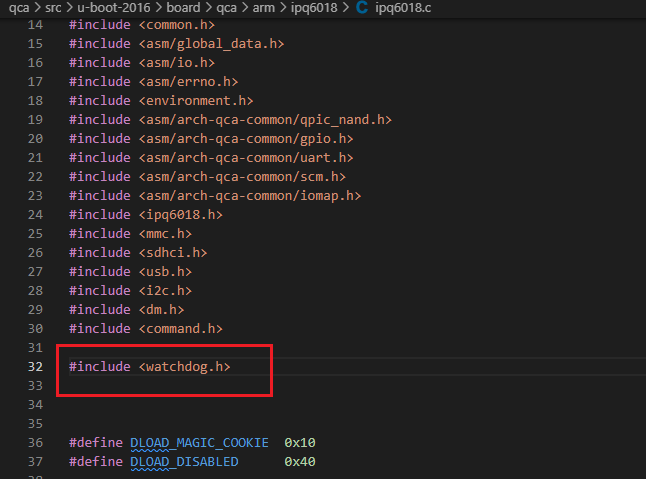 qca > src > u-boot-2016 > board > qca > arm > ipq6018 > C ipq6018.c
14 #include <common.h>
15 #include <asm/global_data.h>
16 #include <asm/io.h>
17 #include <asm/errno.h>
18 #include <environment.h>
19 #include <asm/arch-qca-common/qpic_nand.h>
20 #include <asm/arch-qca-common/gpio.h>
21 #include <asm/arch-qca-common/uart.h>
22 #include <asm/arch-qca-common/scm.h>
23 #include <asm/arch-qca-common/iomap.h>
24 #include <ipq6018.h>
25 #include <mmc.h>
26 #include <sdhci.h>
27 #include <usb.h>
28 #include <i2c.h>
29 #include <dm.h>
30 #include <command.h>
31
32 #include <watchdog.h>
33
34
35
36 #define DLOAD_MAGIC_COOKIE 0x10
37 #define DLOAD_DISABLED 0x40